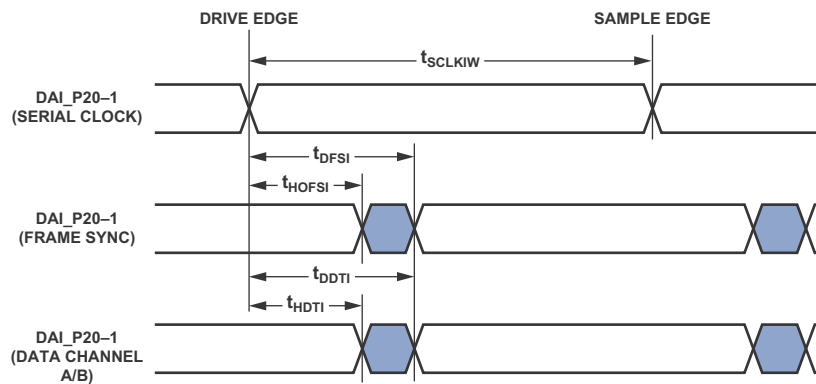 DRIVE EDGE
SAMPLE EDGE
tSCLKIW
DAI_P20–1
(SERIAL CLOCK)
tDFSI
tHOFSI
DAI_P20–1
(FRAME SYNC)
tDDTI
tHDTI
DAI_P20–1
(DATA CHANNEL
A/B)